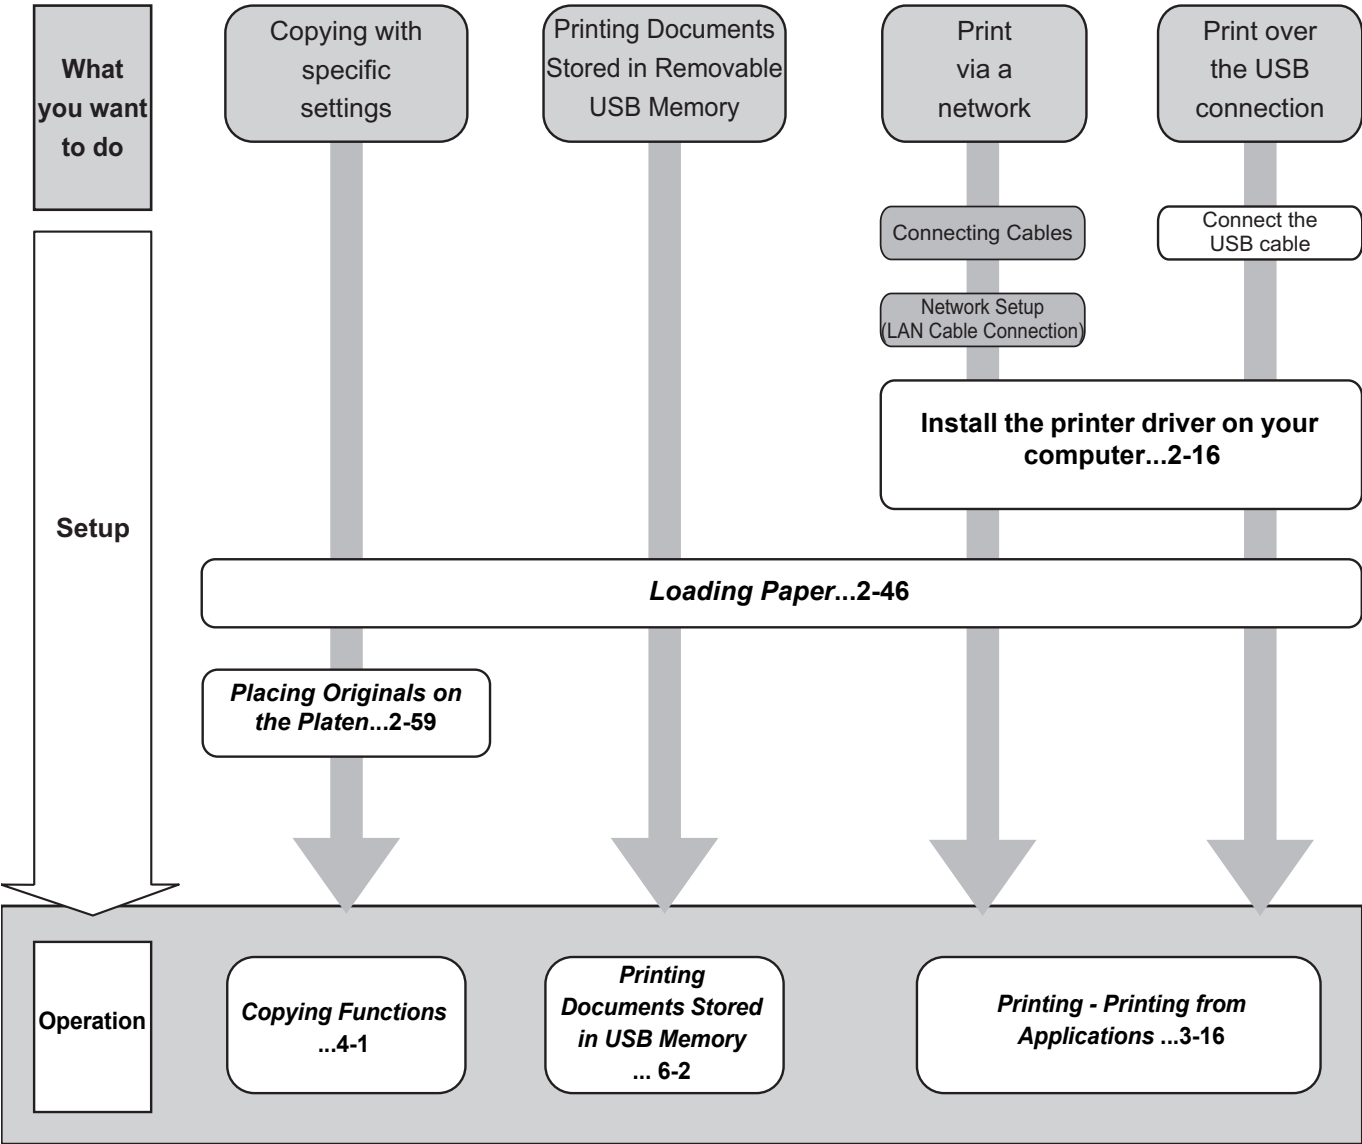 What
you want
to do
Copying with
specific
settings
Printing Documents
Stored in Removable
USB Memory
Print
via a
network
Print over
the USB
connection
Connecting Cables
Connect the
USB cable
Network Setup
(LAN Cable Connection)
Install the printer driver on your
computer...2-16
Setup
Loading Paper...2-46
Placing Originals on
the Platen...2-59
Operation
Copying Functions
...4-1
Printing
Documents Stored
in USB Memory
... 6-2
Printing - Printing from
Applications ...3-16